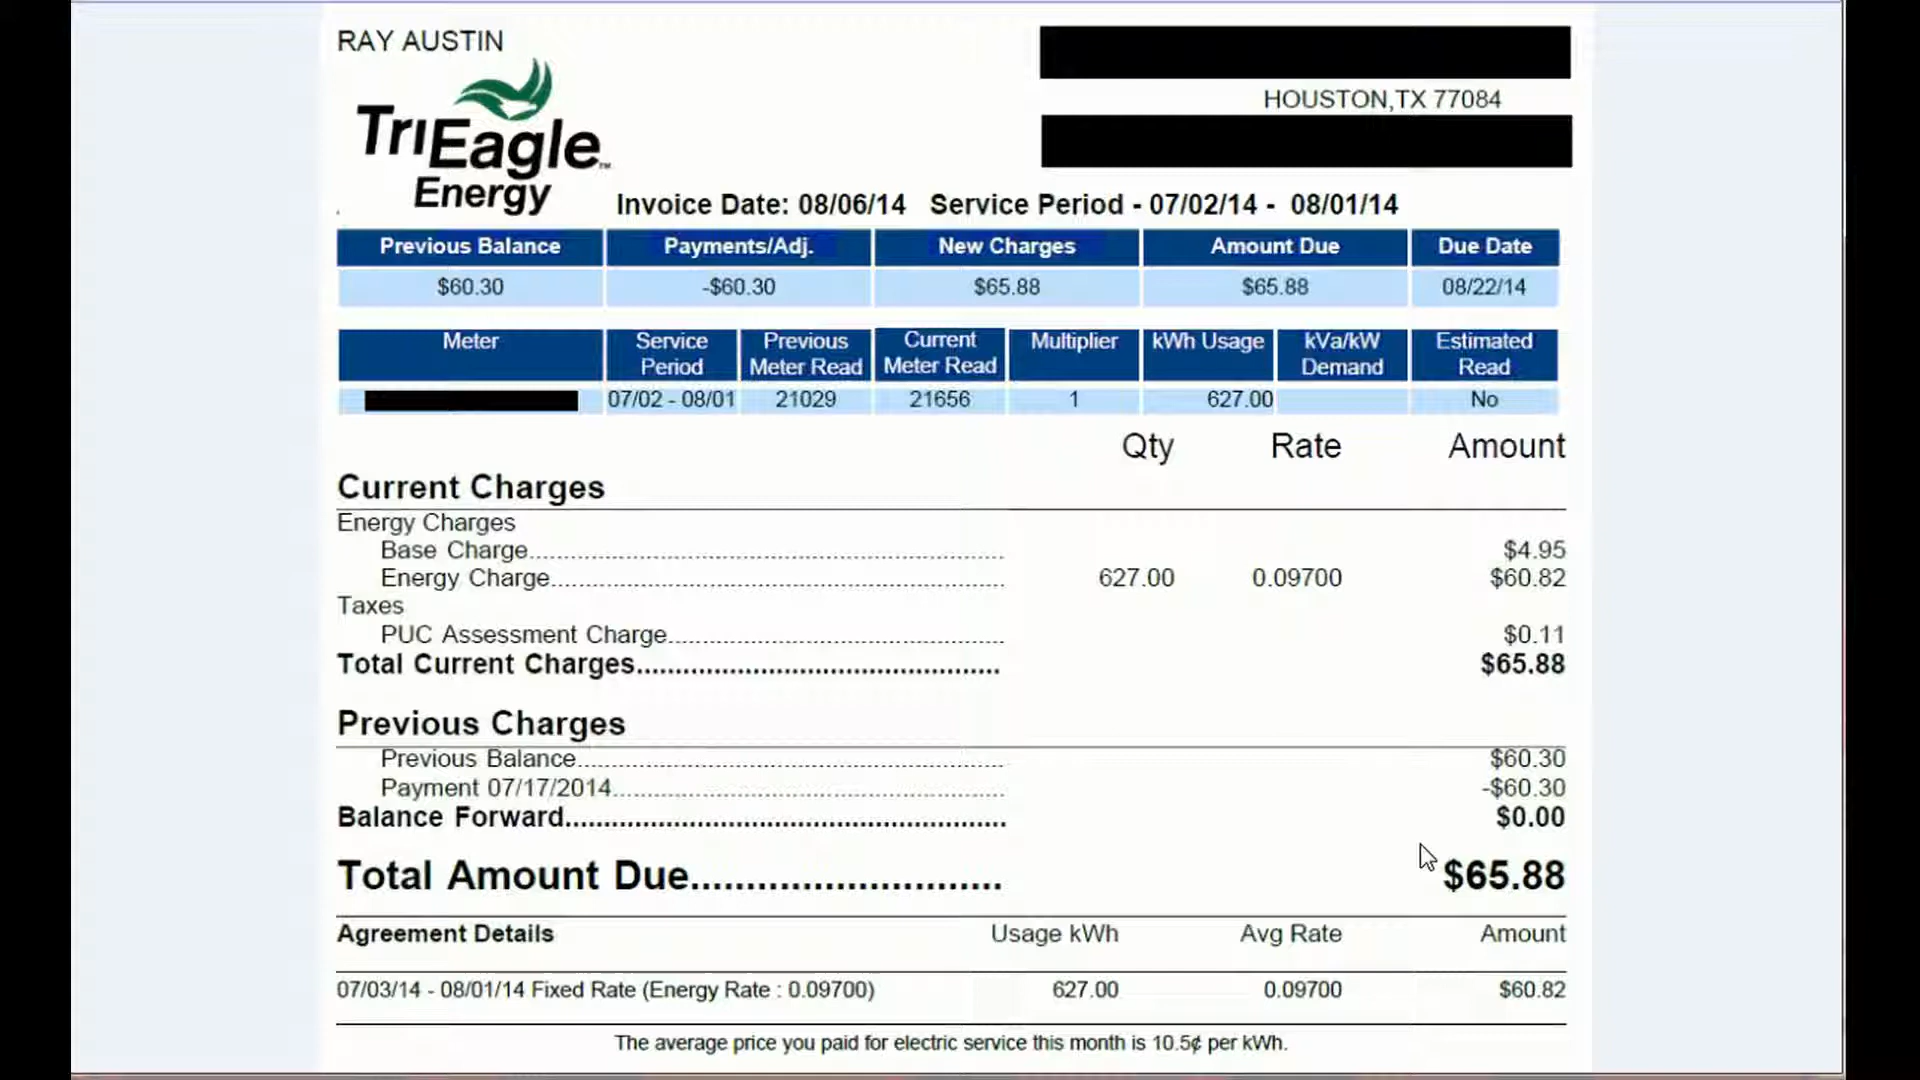 RAY AUSTIN
HOUSTON,TX 77084
TriEagle™
Energy
Invoice Date: 08/06/14 Service Period - 07/02/14 - 08/01/14
Previous Balance Payments/Adj. New Charges Amount Due Due Date
$60.30 -$60.30 $65.88 $65.88 08/22/14
Meter Service Period Previous Meter Read Current Meter Read Multiplier kWh Usage kVa/kW Demand Estimated Read
07/02 - 08/01 21029 21656 1 627.00 No
Qty Rate Amount
Current Charges
Energy Charges
Base Charge $4.95
Energy Charge 627.00 0.09700 $60.82
Taxes
PUC Assessment Charge $0.11
Total Current Charges $65.88
Previous Charges
Previous Balance $60.30
Payment 07/17/2014 -$60.30
Balance Forward $0.00
Total Amount Due $65.88
Agreement Details Usage kWh Avg Rate Amount
07/03/14 - 08/01/14 Fixed Rate (Energy Rate : 0.09700) 627.00 0.09700 $60.82
The average price you paid for electric service this month is 10.5¢ per kWh.